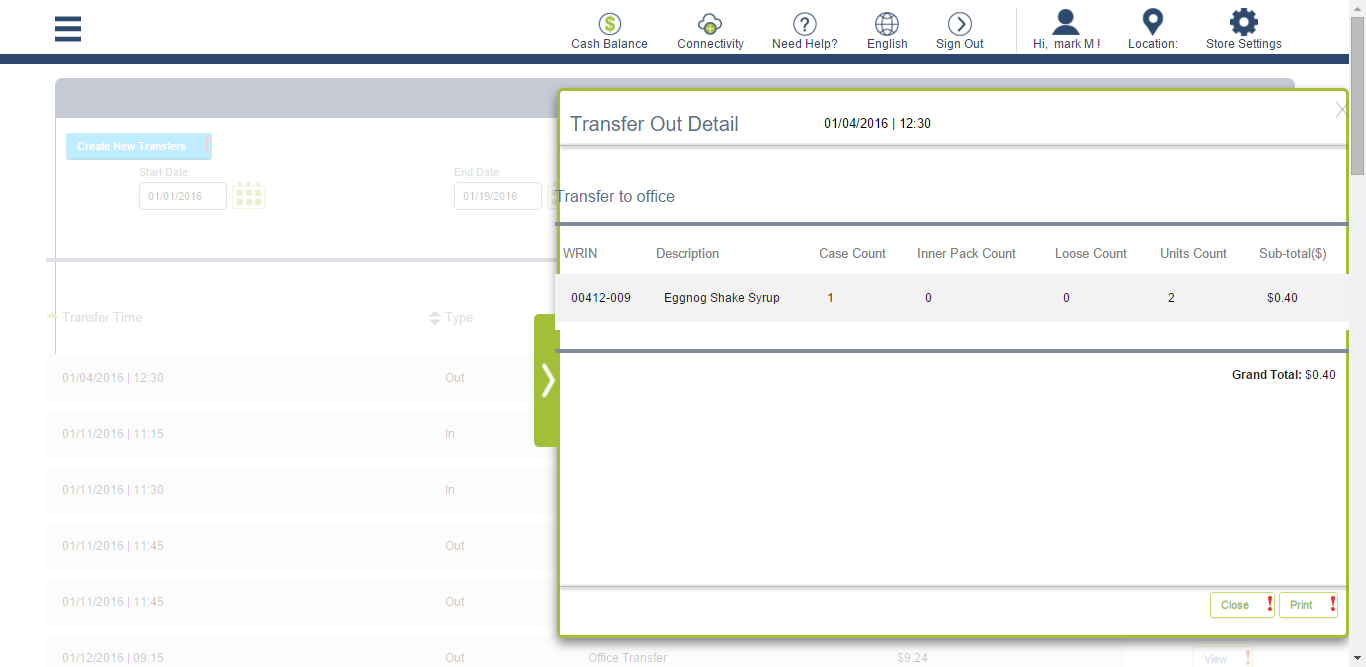 $ ?
Cash Balance Connectivity Need Help? English Sign Out Hi, mark M ! Location: Store Settings
X
Transfer Out Detail 01/04/2016 | 12:30
Create New Transfers !
Start Date: End Date:
01/01/2016 01/19/2016
Transfer to office
WRIN Description Case Count Inner Pack Count Loose Count Units Count Sub-total($)
00412-009 Eggnog Shake Syrup 1 0 0 2 $0.40
Transfer Time Type
Grand Total: $0.40
01/04/2016 | 12:30 Out
01/11/2016 | 11:15 In
01/11/2016 | 11:30 In
01/11/2016 | 11:45 Out
01/11/2016 | 11:45 Out
Close ! Print !
01/12/2016 | 09:15 Out Office Transfer $9.24 View !